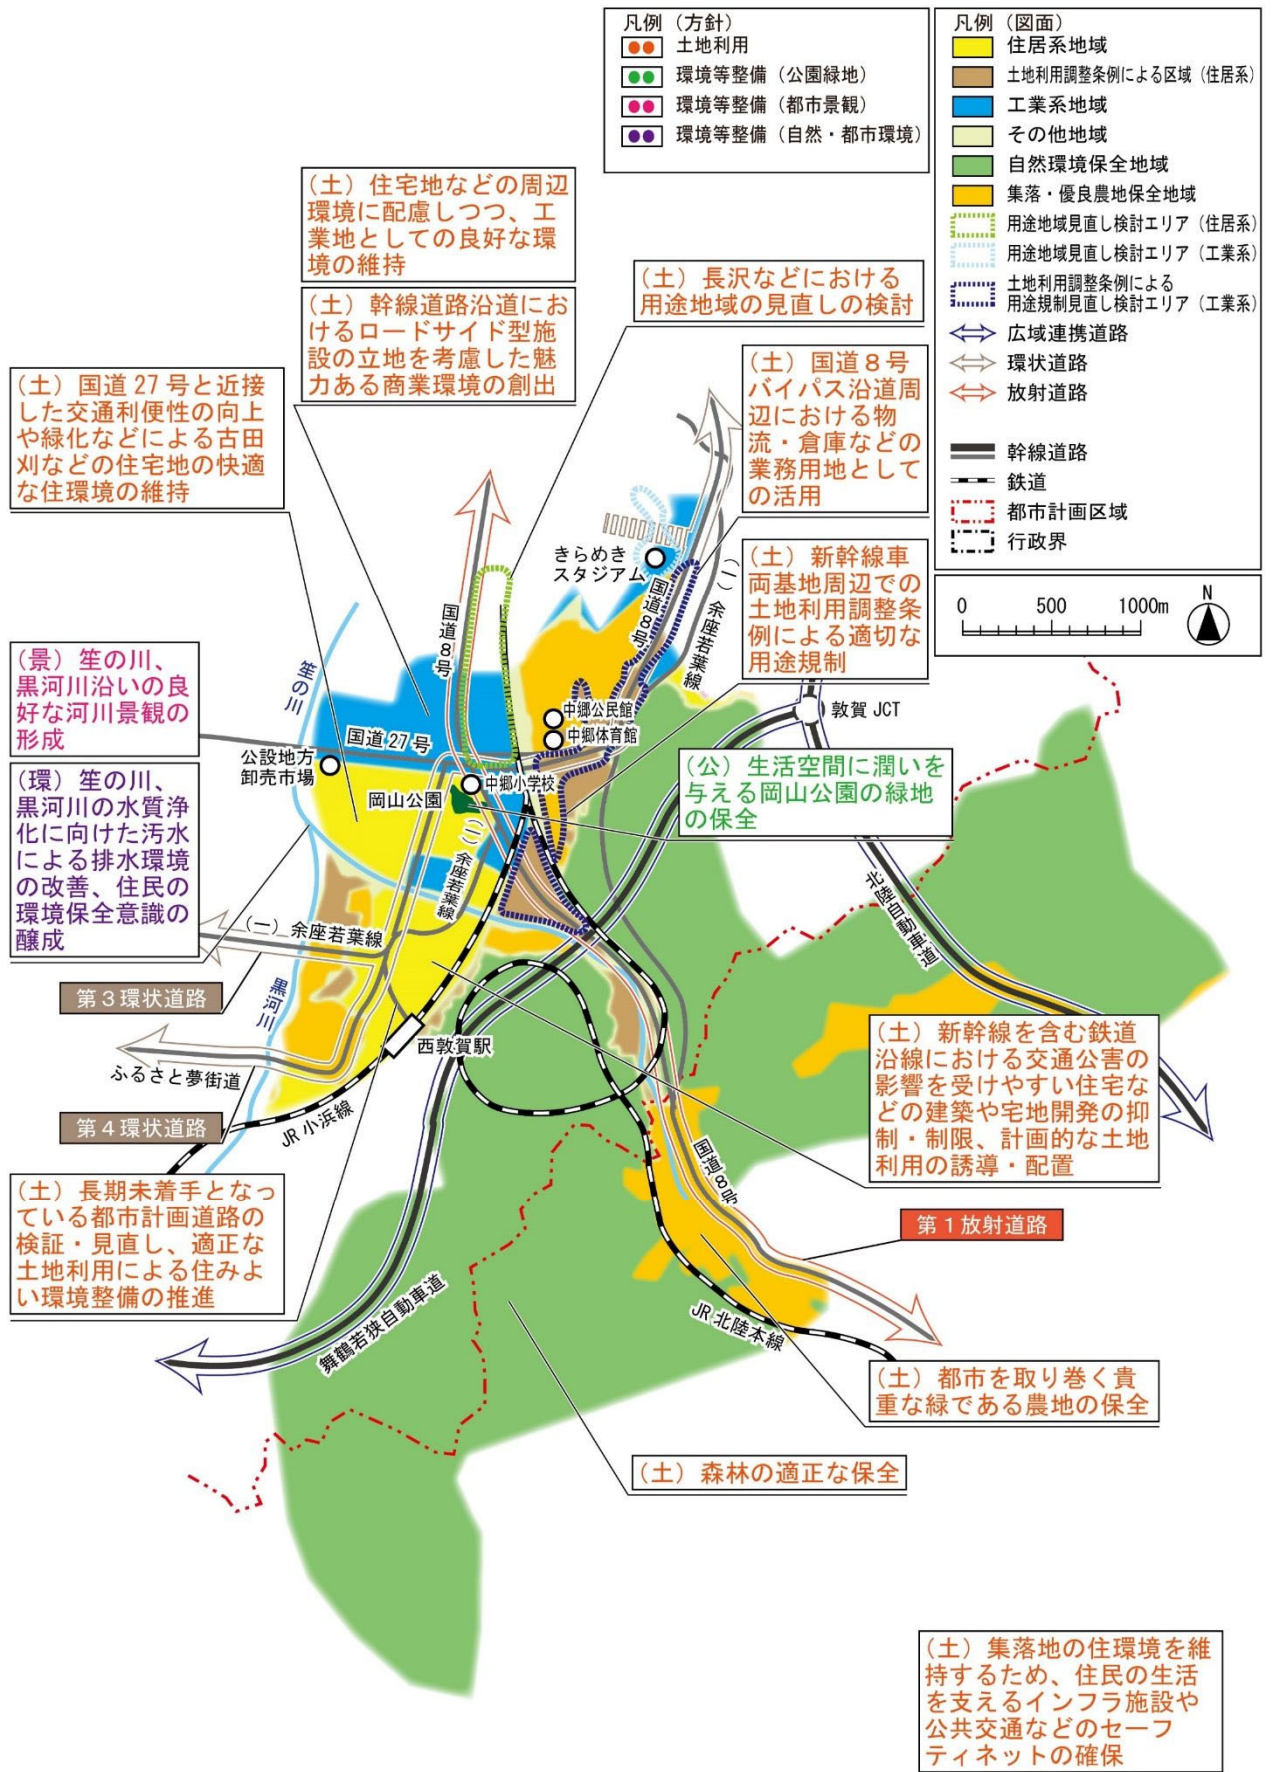 凡例（方針）
土地利用
環境等整備（公園緑地）
環境等整備（都市景観）
環境等整備（自然・都市環境）
凡例（図面）
住居系地域
土地利用調整条例による区域（住居系）
工業系地域
その他地域
自然環境保全地域
集落・優良農地保全地域
用途地域見直し検討エリア（住居系）
用途地域見直し検討エリア（工業系）
土地利用調整条例による
用途規制見直し検討エリア（工業系）
広域連携道路
環状道路
放射道路
幹線道路
鉄道
都市計画区域
行政界
0 500 1000m
N
（土）住宅地などの周辺
環境に配慮しつつ、工
業地としての良好な環
境の維持
（土）幹線道路沿道にお
けるロードサイド型施
設の立地を考慮した魅
力ある商業環境の創出
（土）長沢などにおける
用途地域の見直しの検討
（土）国道27号と近接
した交通利便性の向上
や緑化などによる古田
刈などの住宅地の快適
な住環境の維持
（土）国道８号
バイパス沿道周
辺における物
流・倉庫などの
業務用地として
の活用
（土）新幹線車
両基地周辺での
土地利用調整条
例による適切な
用途規制
きらめき
スタジアム
国道８号
（一）余座若葉線
国道８号
笙の川
（景）笙の川、
黒河川沿いの良
好な河川景観の
形成
国道27号
公設地方
卸売市場
中郷公民館
中郷体育館
敦賀JCT
中郷小学校
岡山公園
（公）生活空間に潤いを
与える岡山公園の緑地
の保全
（環）笙の川、
黒河川の水質浄
化に向けた汚水
による排水環境
の改善、住民の
環境保全意識の
醸成
（一）余座若葉線
（一）余座若葉線
北陸自動車道
第３環状道路
黒河川
西敦賀駅
ふるさと夢街道
JR小浜線
第４環状道路
（土）新幹線を含む鉄道
沿線における交通公害の
影響を受けやすい住宅な
どの建築や宅地開発の抑
制・制限、計画的な土地
利用の誘導・配置
国道８号
第１放射道路
（土）長期未着手となっ
ている都市計画道路の
検証・見直し、適正な
土地利用による住みよ
い環境整備の推進
舞鶴若狭自動車道
JR北陸本線
（土）都市を取り巻く貴
重な緑である農地の保全
（土）森林の適正な保全
（土）集落地の住環境を維
持するため、住民の生活
を支えるインフラ施設や
公共交通などのセーフ
ティネットの確保